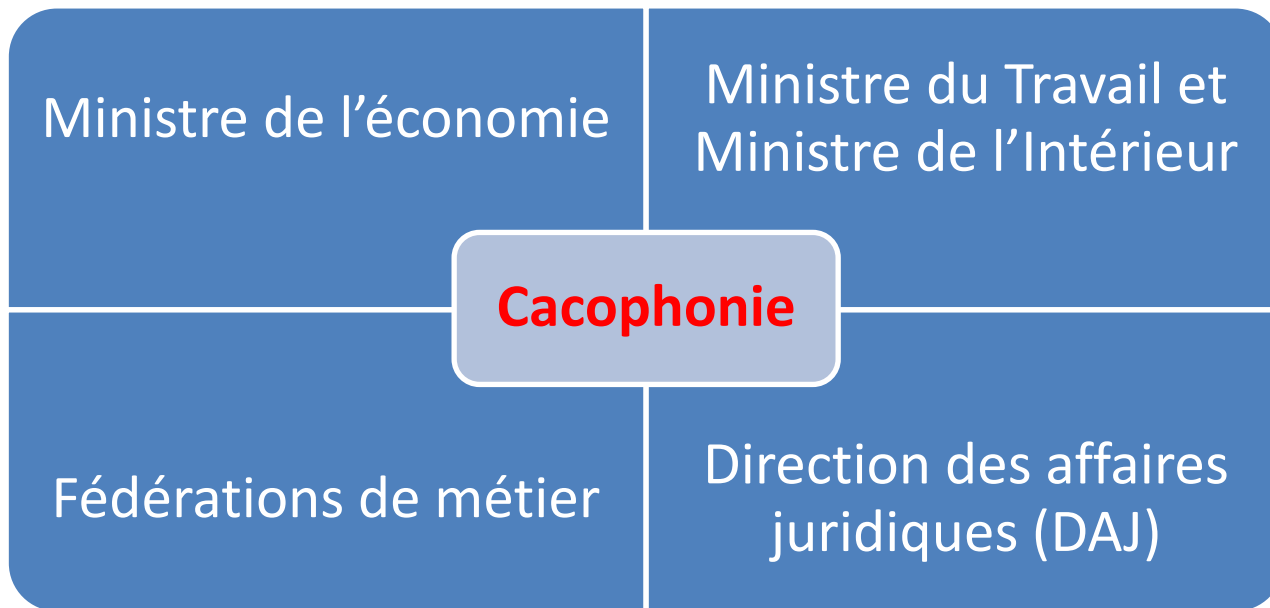 Ministre de l’économie
Ministre du Travail et
Ministre de l’Intérieur
Cacophonie
Fédérations de métier
Direction des affaires
juridiques (DAJ)